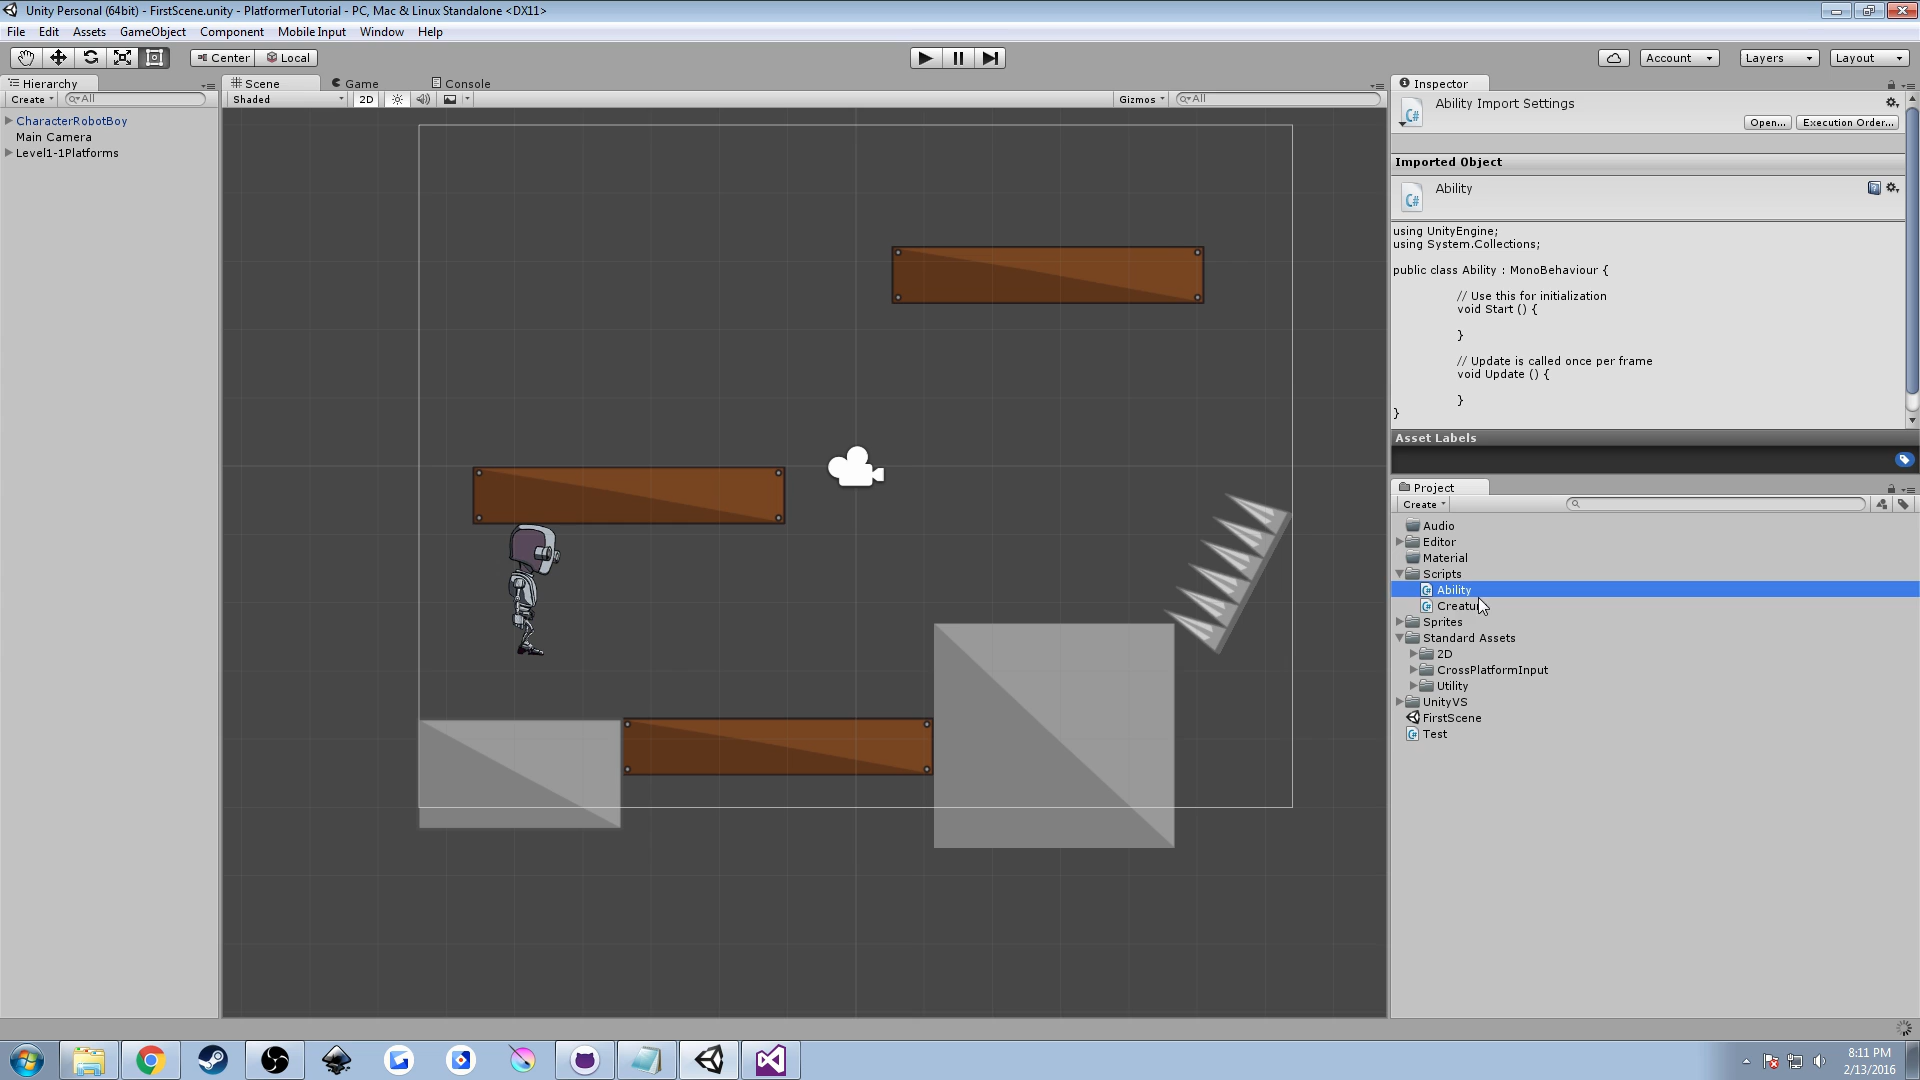 Unity Personal (64bit) - FirstScene.unity - PlatformerTutorial - PC, Mac & Linux Standalone <DX11>
File Edit Assets GameObject Component Mobile Input Window Help
Center Local Account Layers Layout
Hierarchy
Create All
CharacterRobotBoy
Main Camera
Level1-1Platforms
Scene Game Console
Shaded 2D Gizmos All
Inspector
Ability Import Settings
Open... Execution Order...
Imported Object
Ability
using UnityEngine;
using System.Collections;
public class Ability : MonoBehaviour {
// Use this for initialization
void Start () {
}
// Update is called once per frame
void Update () {
}
}
Asset Labels
Project
Create
Audio
Editor
Material
Scripts
Ability
Sprites
Standard Assets
2D
CrossPlatformInput
Utility
UnityVS
FirstScene
Test
8:11 PM
2/13/2016